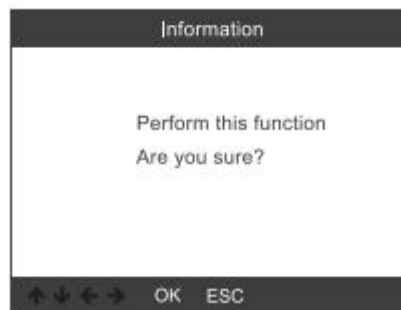 Information
Perform this function
Are you sure?
OK ESC